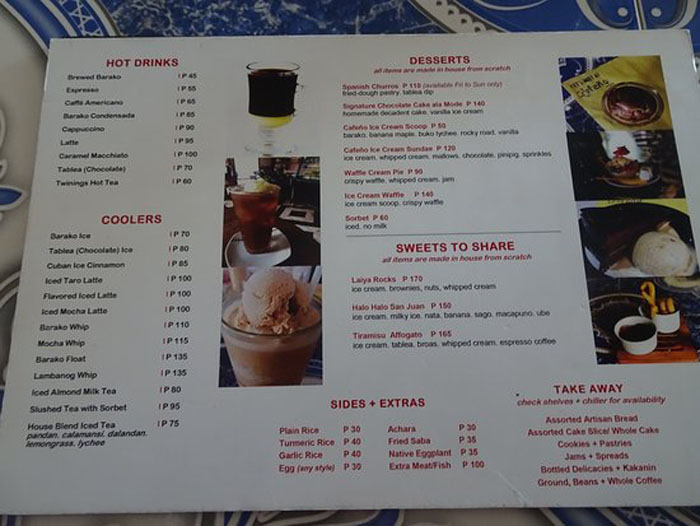 HOT DRINKS
Brewed Barako | P 45
Espresso | P 55
Caffé Americano | P 65
Barako Condensada | P 65
Cappuccino | P 90
Latte | P 95
Caramel Macchiato | P 100
Tablea (Chocolate) | P 70
Twinings Hot Tea | P 60
COOLERS
Barako Ice | P 70
Tablea (Chocolate) Ice | P 80
Cuban Ice Cinnamon | P 85
Iced Taro Latte | P 100
Flavored Iced Latte | P 100
Iced Mocha Latte | P 100
Barako Whip | P 110
Mocha Whip | P 115
Barako Float | P 135
Lambanog Whip | P 135
Iced Almond Milk Tea | P 80
Slushed Tea with Sorbet | P 95
House Blend Iced Tea | P 75
pandan, calamansi, dalandan,
lemongrass, lychee
DESSERTS
all items are made in house from scratch
Spanish Churros P 110 (available Fri to Sun only)
fried-dough pastry, tablea dip
Signature Chocolate Cake ala Mode P 140
homemade decadent cake, vanilla ice cream
Cafeño Ice Cream Scoop P 50
barako, banana maple, buko lychee, rocky road, vanilla
Cafeño Ice Cream Sundae P 120
ice cream, whipped cream, mallows, chocolate, pinipig, sprinkles
Waffle Cream Pie P 90
crispy waffle, whipped cream, jam
Ice Cream Waffle P 140
ice cream scoop, crispy waffle
Sorbet P 60
iced, no milk
SWEETS TO SHARE
all items are made in house from scratch
Laiya Rocks P 170
ice cream, brownies, nuts, whipped cream
Halo Halo San Juan P 150
ice cream, milky ice, nata, banana, sago, macapuno, ube
Tiramisu Affogato P 165
ice cream, tablea, broas, whipped cream, espresso coffee
SIDES + EXTRAS
Plain Rice P 30
Turmeric Rice P 40
Garlic Rice P 40
Egg (any style) P 30
Achara P 30
Fried Saba P 35
Native Eggplant P 35
Extra Meat/Fish P 100
TAKE AWAY
check shelves + chiller for availability
Assorted Artisan Bread
Assorted Cake Slice/ Whole Cake
Cookies + Pastries
Jams + Spreads
Bottled Delicacies + Kakanin
Ground, Beans + Whole Coffee